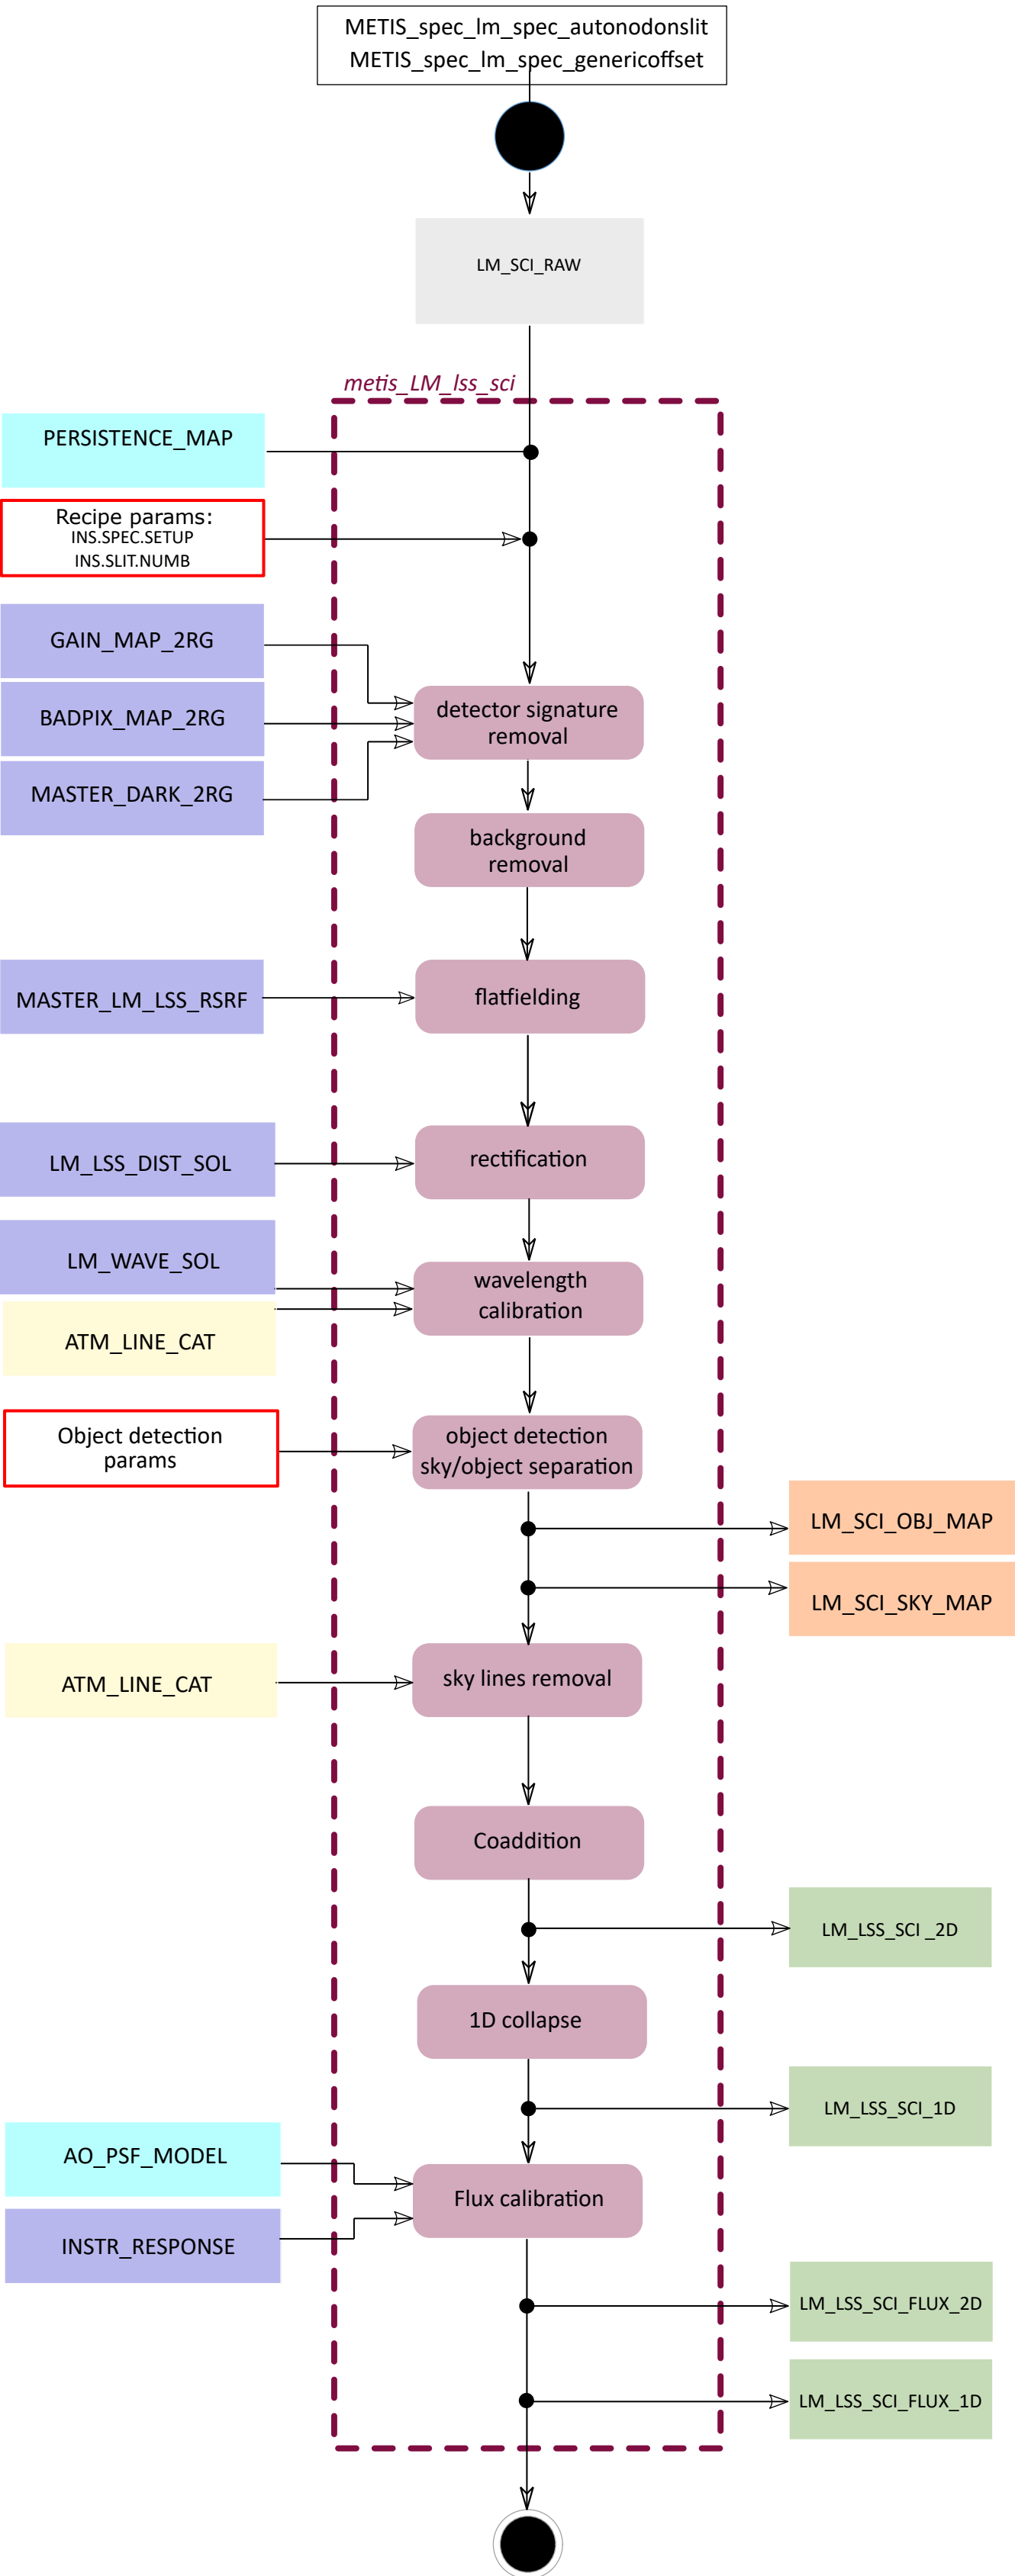 METIS_spec_lm_spec_autonodonslit
METIS_spec_lm_spec_genericoffset
LM_SCI_RAW
metis_LM_lss_sci
PERSISTENCE_MAP
Recipe params:
INS.SPEC.SETUP
INS.SLIT.NUMB
GAIN_MAP_2RG
BADPIX_MAP_2RG
MASTER_DARK_2RG
detector signature
removal
background
removal
MASTER_LM_LSS_RSRF
flatfielding
LM_LSS_DIST_SOL
rectification
LM_WAVE_SOL
ATM_LINE_CAT
wavelength
calibration
Object detection
params
object detection
sky/object separation
LM_SCI_OBJ_MAP
LM_SCI_SKY_MAP
ATM_LINE_CAT
sky lines removal
Coaddition
LM_LSS_SCI _2D
1D collapse
LM_LSS_SCI_1D
AO_PSF_MODEL
INSTR_RESPONSE
Flux calibration
LM_LSS_SCI_FLUX_2D
LM_LSS_SCI_FLUX_1D